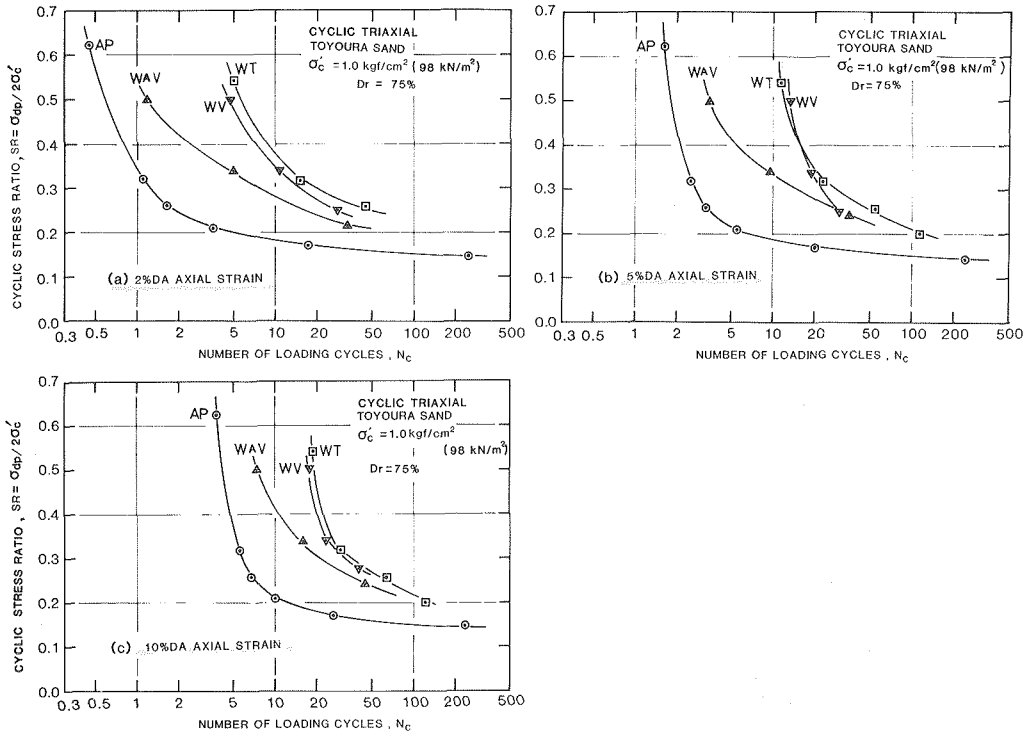 0.7
0.6
0.5
0.4
0.3
0.2
0.1
0.0
CYCLIC STRESS RATIO, SR= σdp/2σc′
AP
WAV
WT
WV
CYCLIC TRIAXIAL
TOYOURA SAND
σc′=1.0 kgf/cm² (98 kN/m²)
Dr = 75%
(a) 2%DA AXIAL STRAIN
0.3 0.5 1 2 5 10 20 50 100 200 500
NUMBER OF LOADING CYCLES, Nc
0.7
0.6
0.5
0.4
0.3
0.2
0.1
0.0
AP
WAV
WT
WV
CYCLIC TRIAXIAL
TOYOURA SAND
σc′=1.0 kgf/cm² (98 kN/m²)
Dr=75%
(b) 5%DA AXIAL STRAIN
0.3 0.5 1 2 5 10 20 50 100 200 500
NUMBER OF LOADING CYCLES, Nc
0.7
0.6
0.5
0.4
0.3
0.2
0.1
0.0
CYCLIC STRESS RATIO, SR= σdp/2σc′
AP
WAV
WV
WT
CYCLIC TRIAXIAL
TOYOURA SAND
σc′=1.0kgf/cm²
(98 kN/m²)
Dr=75%
(c) 10%DA AXIAL STRAIN
0.3 0.5 1 2 5 10 20 50 100 200 500
NUMBER OF LOADING CYCLES, Nc